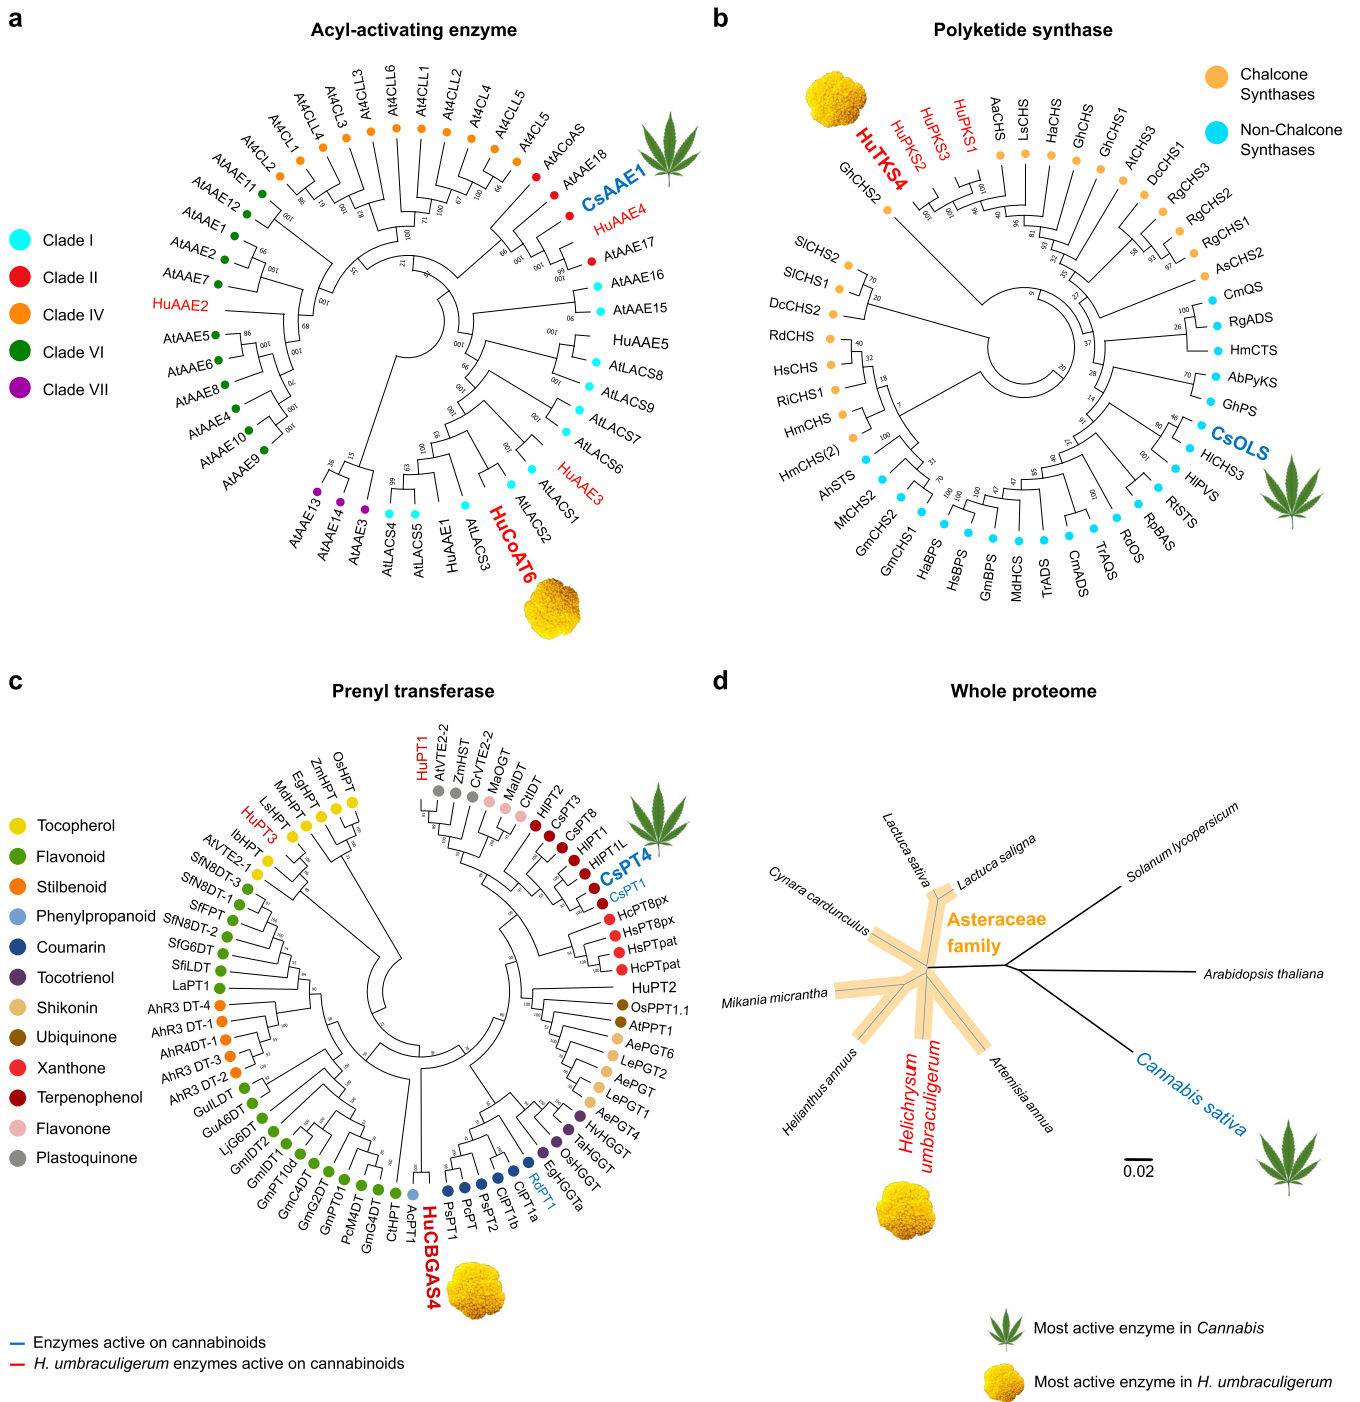 a
Acyl-activating enzyme
Clade I
Clade II
Clade IV
Clade VI
Clade VII
At4CL2
At4CL1
At4CLL4
At4CL3
At4CLL3
At4CLL6
At4CLL1
At4CLL2
At4CL4
At4CLL5
At4CL5
AtACoAS
AtAAE18
CsAAE1
HuAAE4
AtAAE17
AtAAE16
AtAAE15
HuAAE5
AtLACS8
AtLACS9
AtLACS7
AtLACS6
HuAAE3
AtLACS1
AtLACS2
HuCoAT6
AtLACS3
HuAAE1
AtLACS5
AtLACS4
AtAAE3
AtAAE14
AtAAE13
AtAAE9
AtAAE10
AtAAE4
AtAAE8
AtAAE6
AtAAE5
HuAAE2
AtAAE7
AtAAE2
AtAAE1
AtAAE12
AtAAE11
b
Polyketide synthase
Chalcone
Synthases
Non-Chalcone
Synthases
GhCHS2
HuTKS4
HuPKS2
HuPKS3
HuPKS1
AaCHS
LsCHS
HaCHS
GhCHS
GhCHS1
AtCHS3
DcCHS1
RgCHS3
RgCHS2
RgCHS1
AsCHS2
CmQS
RgADS
HmCTS
AbPyKS
GhPS
CsOLS
HlCHS3
HlPVS
RtSTS
RpBAS
RdOS
TrAQS
CmADS
TrADS
MdHCS
GmBPS
HsBPS
HaBPS
GmCHS1
GmCHS2
MtCHS2
AhSTS
HmCHS(2)
HmCHS
RiCHS1
HsCHS
RdCHS
DcCHS2
SlCHS1
SlCHS2
c
Prenyl transferase
Tocopherol
Flavonoid
Stilbenoid
Phenylpropanoid
Coumarin
Tocotrienol
Shikonin
Ubiquinone
Xanthone
Terpenophenol
Flavonone
Plastoquinone
HuPT1
AtVTE2-2
ZmHST
CrVTE2-2
MaOGT
MaIDT
CtIDT
HlPT2
CsPT3
CsPT8
HlPT1
HlPT1L
CsPT4
CsPT1
HcPT8px
HsPT8px
HsPTpat
HcPTpat
HuPT2
OsPPT1.1
AtPPT1
AePGT6
LePGT2
AePGT
LePGT1
AePGT4
HvHGGT
TaHGGT
OsHGGT
EgHGGTa
RdPT1
ClPT1a
ClPT1b
PsPT2
PcPT
PsPT1
HuCBGAS4
AcPT1
CtHPT
GmG4DT
PcM4DT
GmPT01
GmG2DT
GmC4DT
GmPT10d
GmIDT1
GmIDT2
LjG6DT
GuA6DT
GuILDT
AhR3 DT-2
AhR3 DT-3
AhR4DT-1
AhR3 DT-1
AhR3 DT-4
LaPT1
SfiLDT
SfG6DT
SfN8DT-2
SfFPT
SfN8DT-1
SfN8DT-3
AtVTE2-1
IbHPT
HuPT3
LsHPT
MdHPT
EgHPT
ZmHPT
OsHPT
Enzymes active on cannabinoids
H. umbraculigerum enzymes active on cannabinoids
d
Whole proteome
Lactuca sativa
Lactuca saligna
Cynara cardunculus
Asteraceae
family
Solanum lycopersicum
Arabidopsis thaliana
Mikania micrantha
Helianthus annuus
Helichrysum
umbraculigerum
Artemisia annua
Cannabis sativa
0.02
Most active enzyme in Cannabis
Most active enzyme in H. umbraculigerum